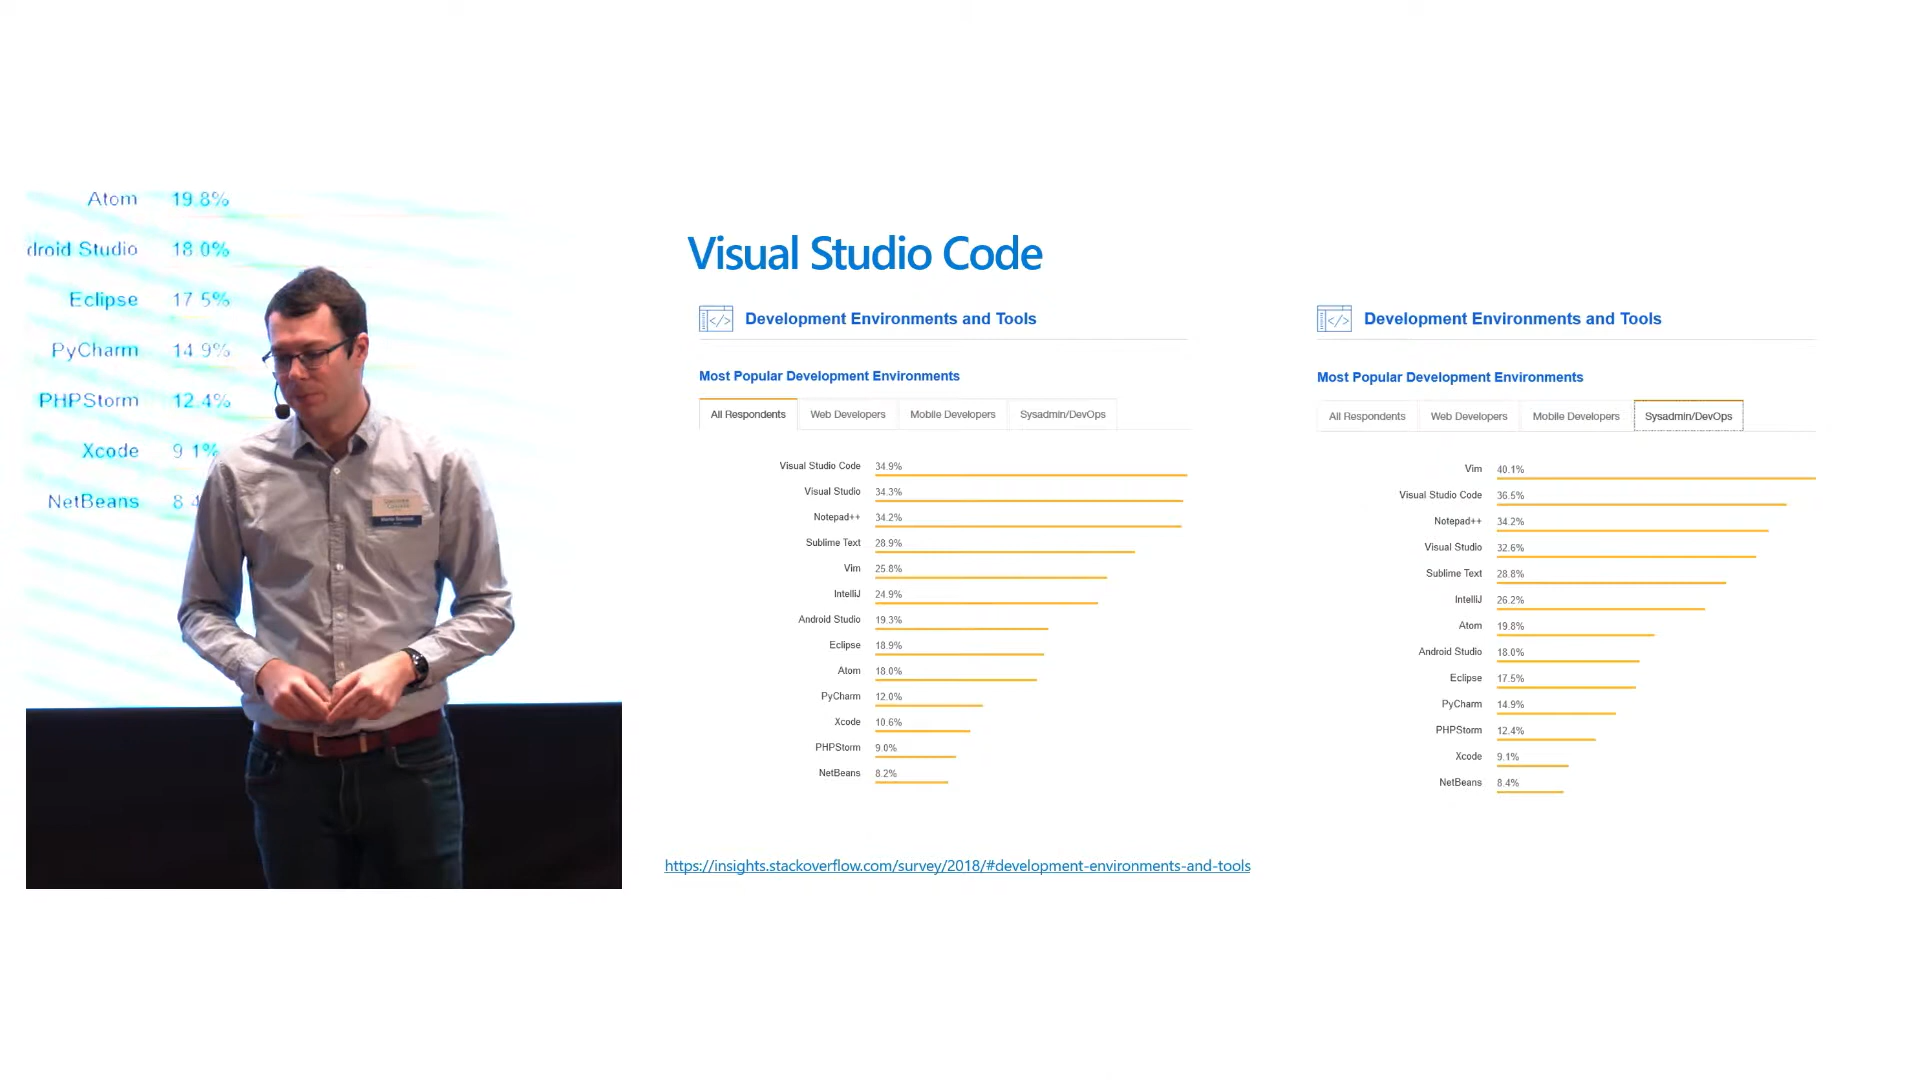 Atom 19.8%
droid Studio 18.0%
Eclipse 17.5%
PyCharm 14.9%
PHPStorm 12.4%
Xcode 9.1%
NetBeans 8.4
Visual Studio Code
Development Environments and Tools
Most Popular Development Environments
All Respondents Web Developers Mobile Developers Sysadmin/DevOps
Visual Studio Code 34.9%
Visual Studio 34.3%
Notepad++ 34.2%
Sublime Text 28.9%
Vim 25.8%
IntelliJ 24.9%
Android Studio 19.3%
Eclipse 18.9%
Atom 18.0%
PyCharm 12.0%
Xcode 10.6%
PHPStorm 9.0%
NetBeans 8.2%
Development Environments and Tools
Most Popular Development Environments
All Respondents Web Developers Mobile Developers Sysadmin/DevOps
Vim 40.1%
Visual Studio Code 36.5%
Notepad++ 34.2%
Visual Studio 32.6%
Sublime Text 28.8%
IntelliJ 26.2%
Atom 19.8%
Android Studio 18.0%
Eclipse 17.5%
PyCharm 14.9%
PHPStorm 12.4%
Xcode 9.1%
NetBeans 8.4%
https://insights.stackoverflow.com/survey/2018/#development-environments-and-tools